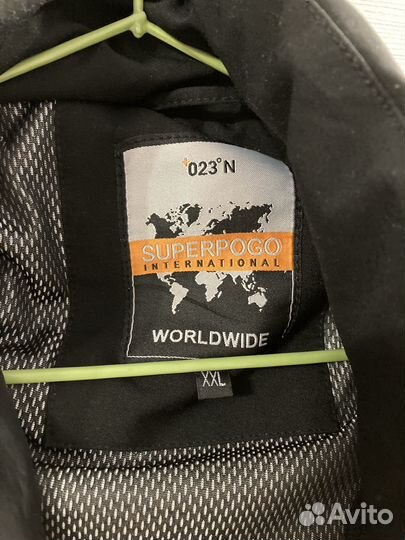 +023°N
SUPERPOGO
INTERNATIONAL
WORLDWIDE
XXL
Avito